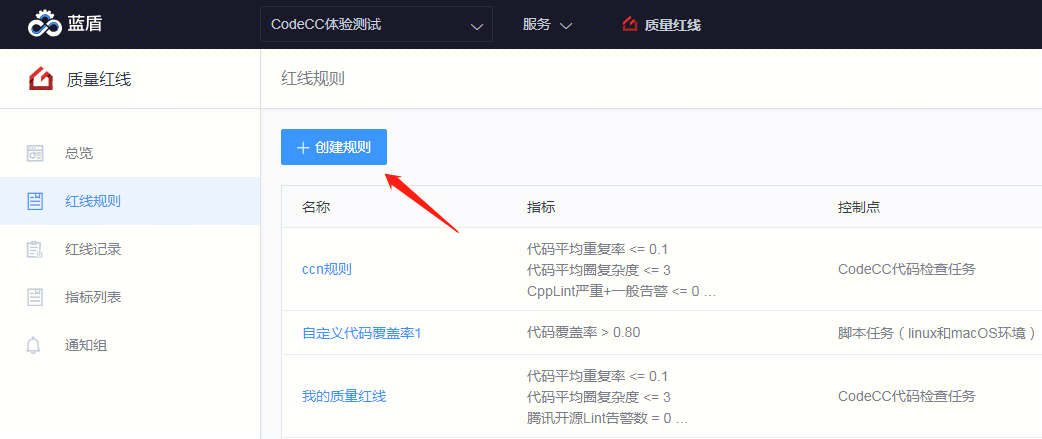 蓝盾 CodeCC体验测试 服务 质量红线
质量红线 红线规则
总览
红线规则
红线记录
指标列表
通知组
+ 创建规则
名称 指标 控制点
ccn规则
代码平均重复率 <= 0.1
代码平均圈复杂度 <= 3
CppLint严重+一般告警 <= 0 ...
CodeCC代码检查任务
自定义代码覆盖率1 代码覆盖率 > 0.80 脚本任务（linux和macOS环境）
我的质量红线
代码平均重复率 <= 0.1
代码平均圈复杂度 <= 3
腾讯开源Lint告警数 = 0 ...
CodeCC代码检查任务